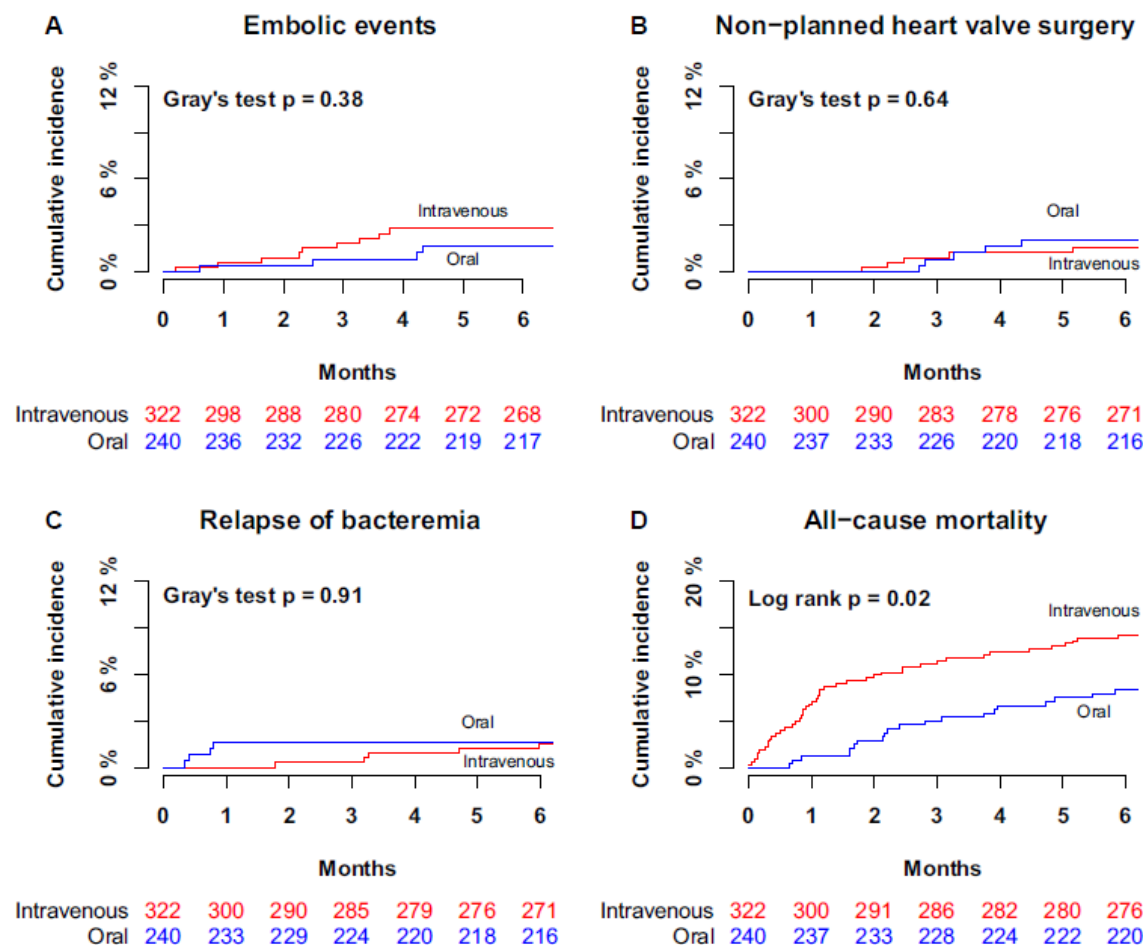 A Embolic events
Cumulative incidence
12 %
6 %
0 %
Gray's test p = 0.38
Intravenous
Oral
0 1 2 3 4 5 6
Months
Intravenous 322 298 288 280 274 272 268
Oral 240 236 232 226 222 219 217
B Non−planned heart valve surgery
Cumulative incidence
12 %
6 %
0 %
Gray's test p = 0.64
Oral
Intravenous
0 1 2 3 4 5 6
Months
Intravenous 322 300 290 283 278 276 271
Oral 240 237 233 226 220 218 216
C Relapse of bacteremia
Cumulative incidence
12 %
6 %
0 %
Gray's test p = 0.91
Oral
Intravenous
0 1 2 3 4 5 6
Months
Intravenous 322 300 290 285 279 276 271
Oral 240 233 229 224 220 218 216
D All−cause mortality
Cumulative incidence
20 %
10 %
0 %
Log rank p = 0.02
Intravenous
Oral
0 1 2 3 4 5 6
Months
Intravenous 322 300 291 286 282 280 276
Oral 240 237 233 228 224 222 220